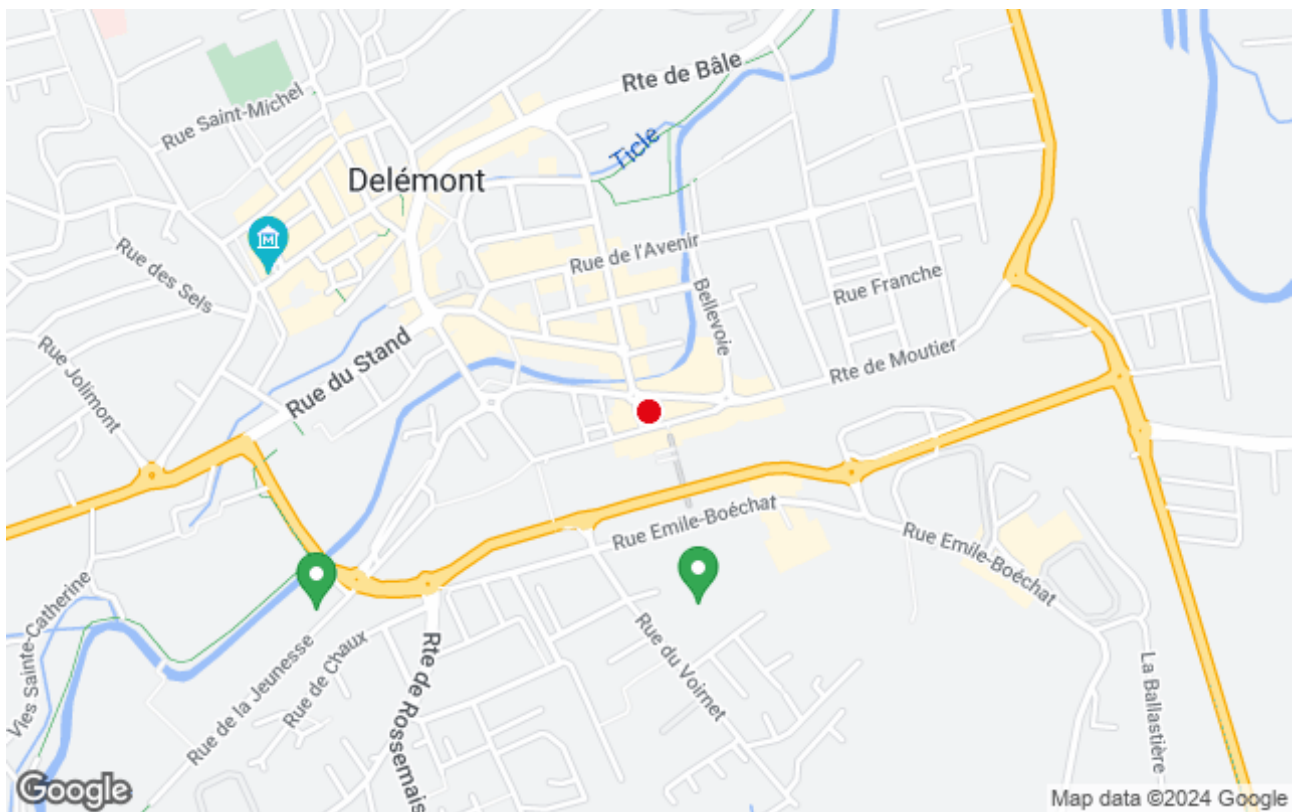 Rte de Bâle
Rue Saint-Michel
Ticle
Delémont
Rue de l'Avenir
Rue des Sels
Rue Franche
Bellevoie
Rue du Stand
Rue Jolimont
Rte de Moutier
Rue Emile-Boéchat
Rue Emile-Boéchat
Vies Sainte-Catherine
Rue de la Jeunesse
Rue de Chaux
Rte de Rossemais
Rue du Voirnet
La Ballastière
Google
Map data ©2024 Google